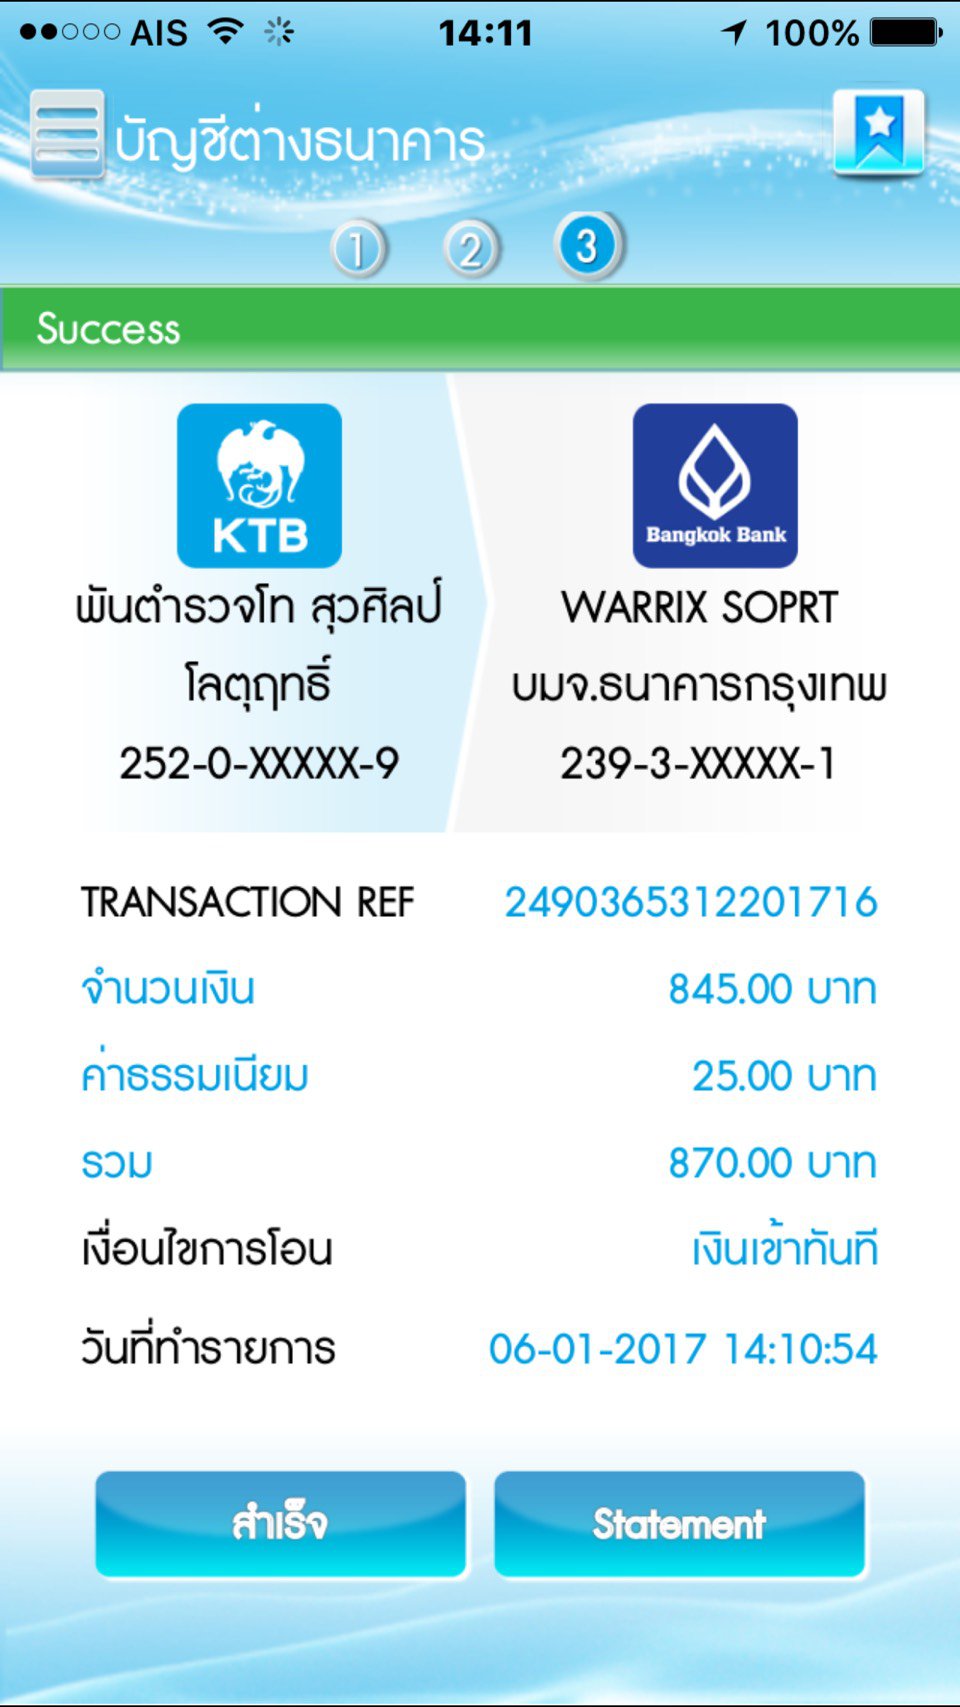 AIS 14:11 100%
บัญชีต่างธนาคาร
1 2 3
Success
KTB
Bangkok Bank
พันตำรวจโท สุวศิลป์
โลตุฤทธิ์
252-0-XXXXX-9
WARRIX SOPRT
บมจ.ธนาคารกรุงเทพ
239-3-XXXXX-1
TRANSACTION REF 2490365312201716
จำนวนเงิน 845.00 บาท
ค่าธรรมเนียม 25.00 บาท
รวม 870.00 บาท
เงื่อนไขการโอน เงินเข้าทันที
วันที่ทำรายการ 06-01-2017 14:10:54
สำเร็จ Statement